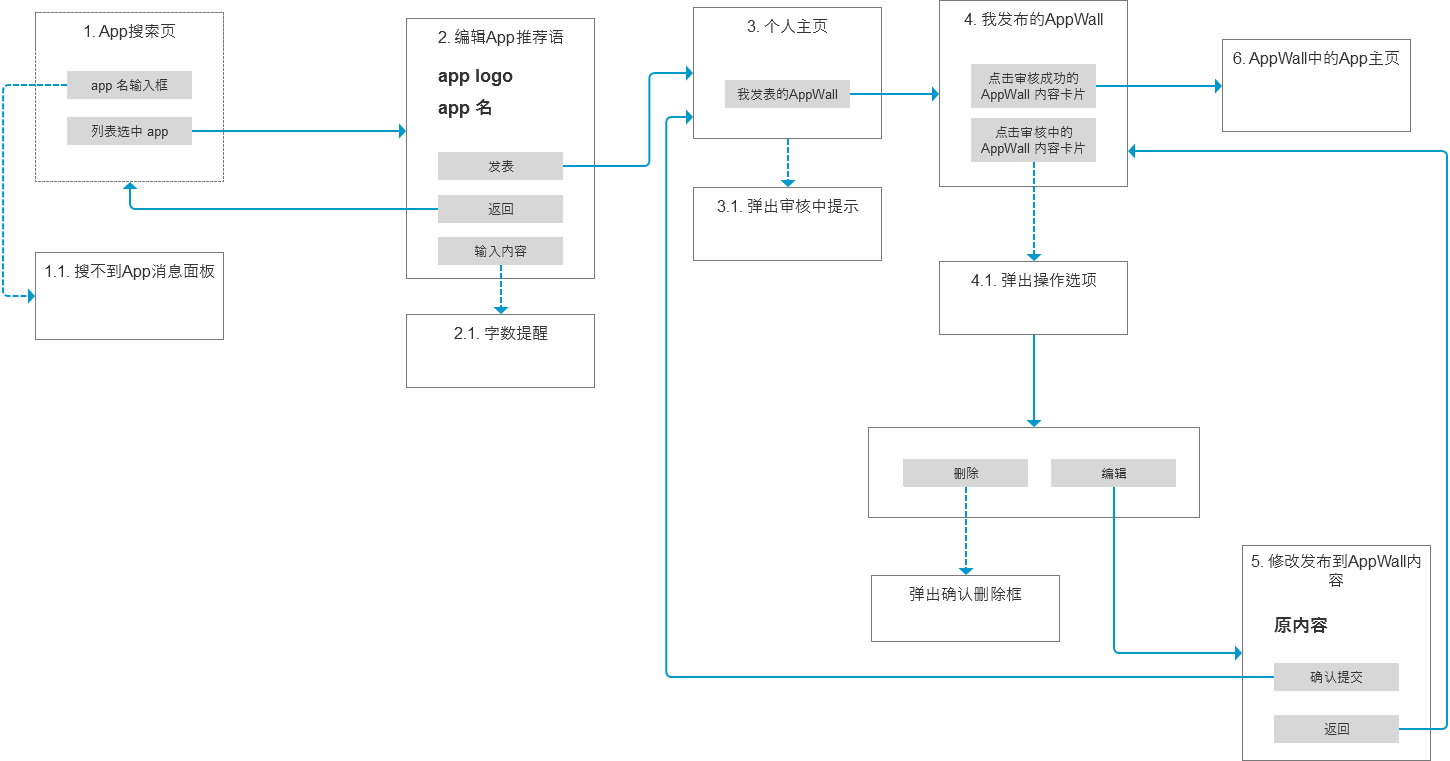 1. App搜索页
app 名输入框
列表选中 app
1.1. 搜不到App消息面板
2. 编辑App推荐语
app logo
app 名
发表
返回
输入内容
2.1. 字数提醒
3. 个人主页
我发表的AppWall
3.1. 弹出审核中提示
4. 我发布的AppWall
点击审核成功的
AppWall 内容卡片
点击审核中的
AppWall 内容卡片
6. AppWall中的App主页
4.1. 弹出操作选项
删除
编辑
弹出确认删除框
5. 修改发布到AppWall内
容
原内容
确认提交
返回